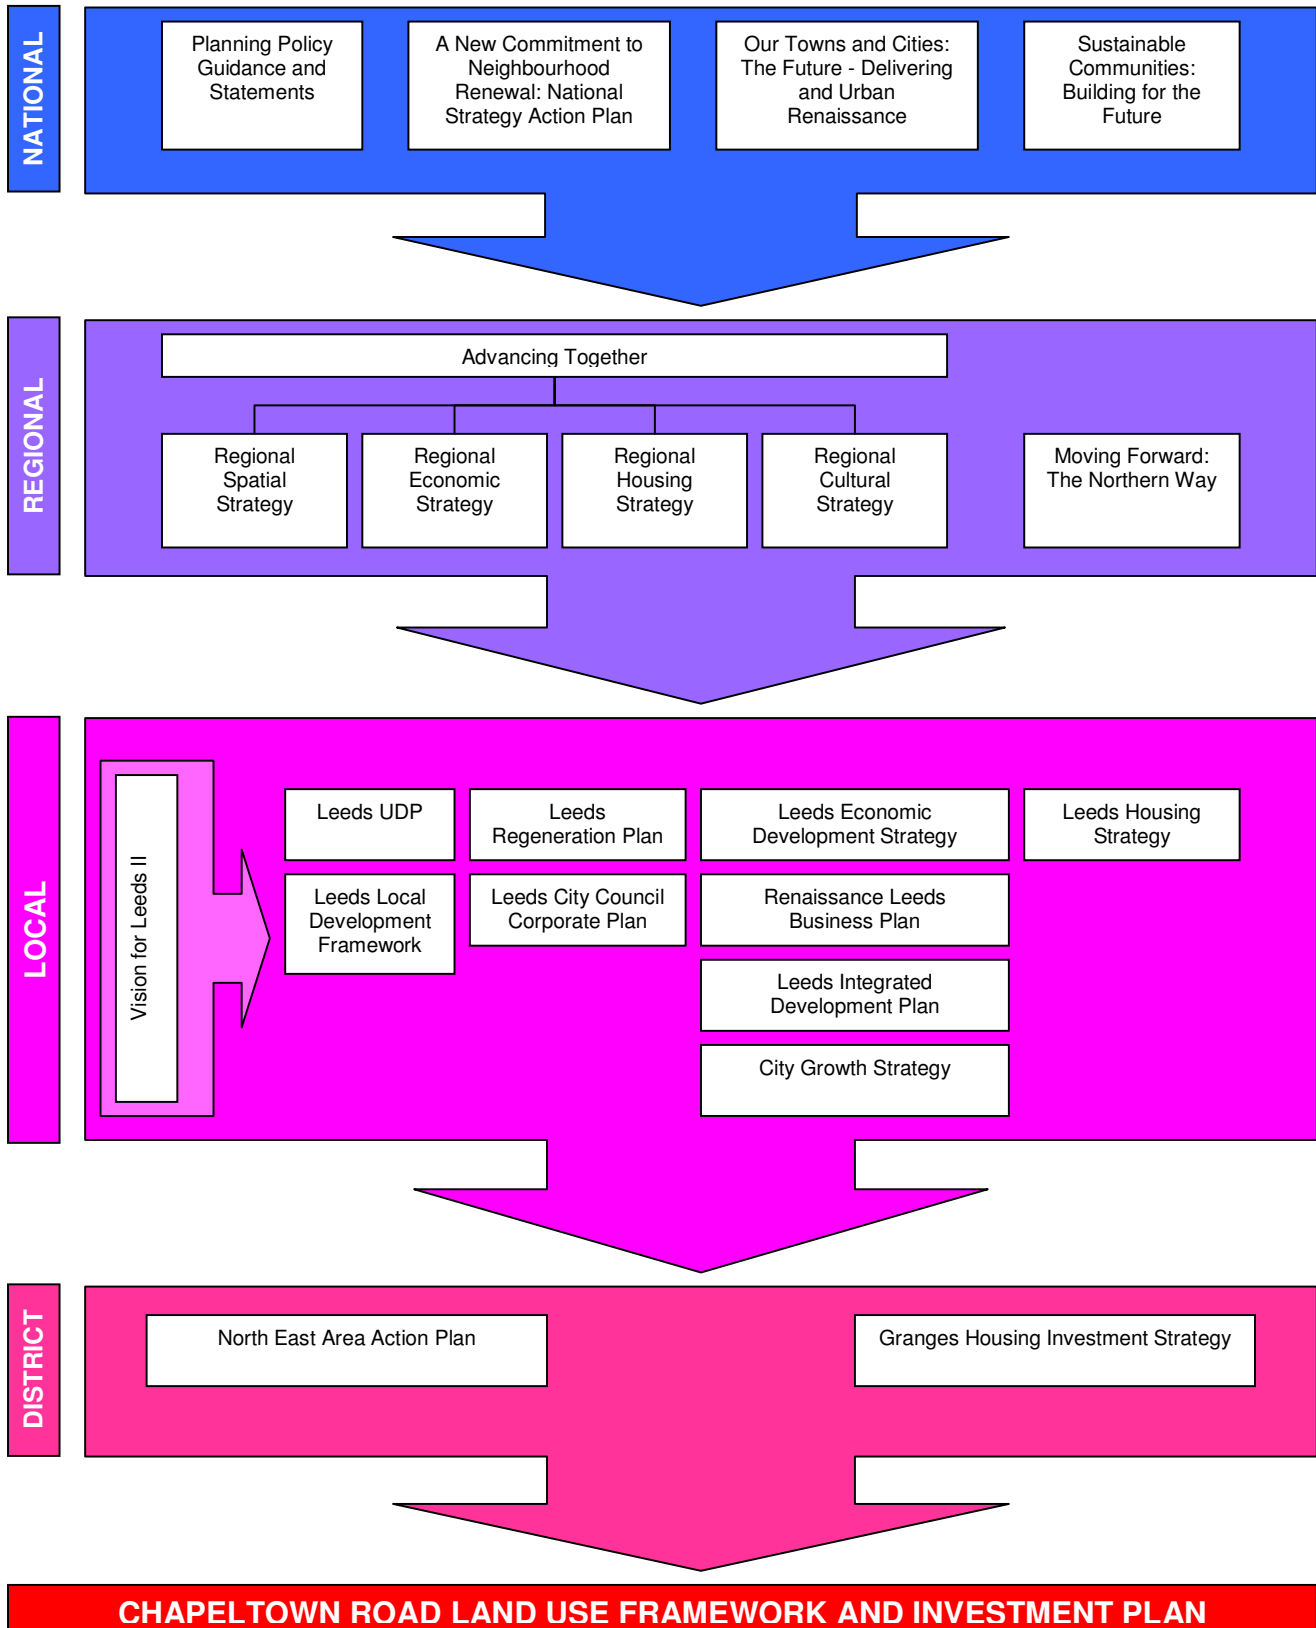 NATIONAL
Planning Policy
Guidance and
Statements
A New Commitment to
Neighbourhood
Renewal: National
Strategy Action Plan
Our Towns and Cities:
The Future - Delivering
and Urban
Renaissance
Sustainable
Communities:
Building for the
Future
REGIONAL
Advancing Together
Regional
Spatial
Strategy
Regional
Economic
Strategy
Regional
Housing
Strategy
Regional
Cultural
Strategy
Moving Forward:
The Northern Way
LOCAL
Vision for Leeds II
Leeds UDP
Leeds
Regeneration Plan
Leeds Economic
Development Strategy
Leeds Housing
Strategy
Leeds Local
Development
Framework
Leeds City Council
Corporate Plan
Renaissance Leeds
Business Plan
Leeds Integrated
Development Plan
City Growth Strategy
DISTRICT
North East Area Action Plan
Granges Housing Investment Strategy
CHAPELTOWN ROAD LAND USE FRAMEWORK AND INVESTMENT PLAN